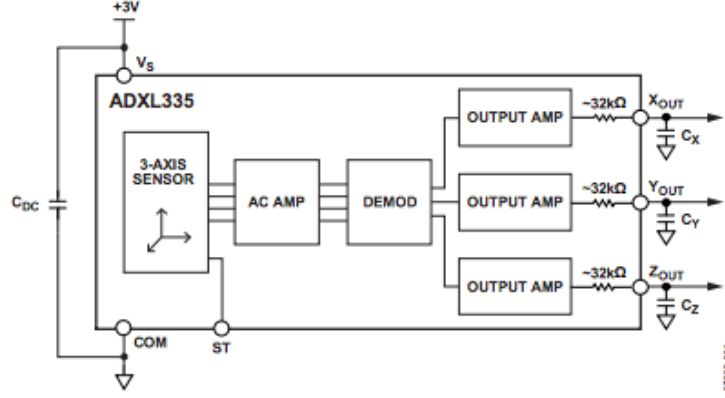 +3V
VS
ADXL335
3-AXIS
SENSOR
AC AMP
DEMOD
OUTPUT AMP
~32kΩ
XOUT
CX
OUTPUT AMP
~32kΩ
YOUT
CY
OUTPUT AMP
~32kΩ
ZOUT
CZ
CDC
COM
ST